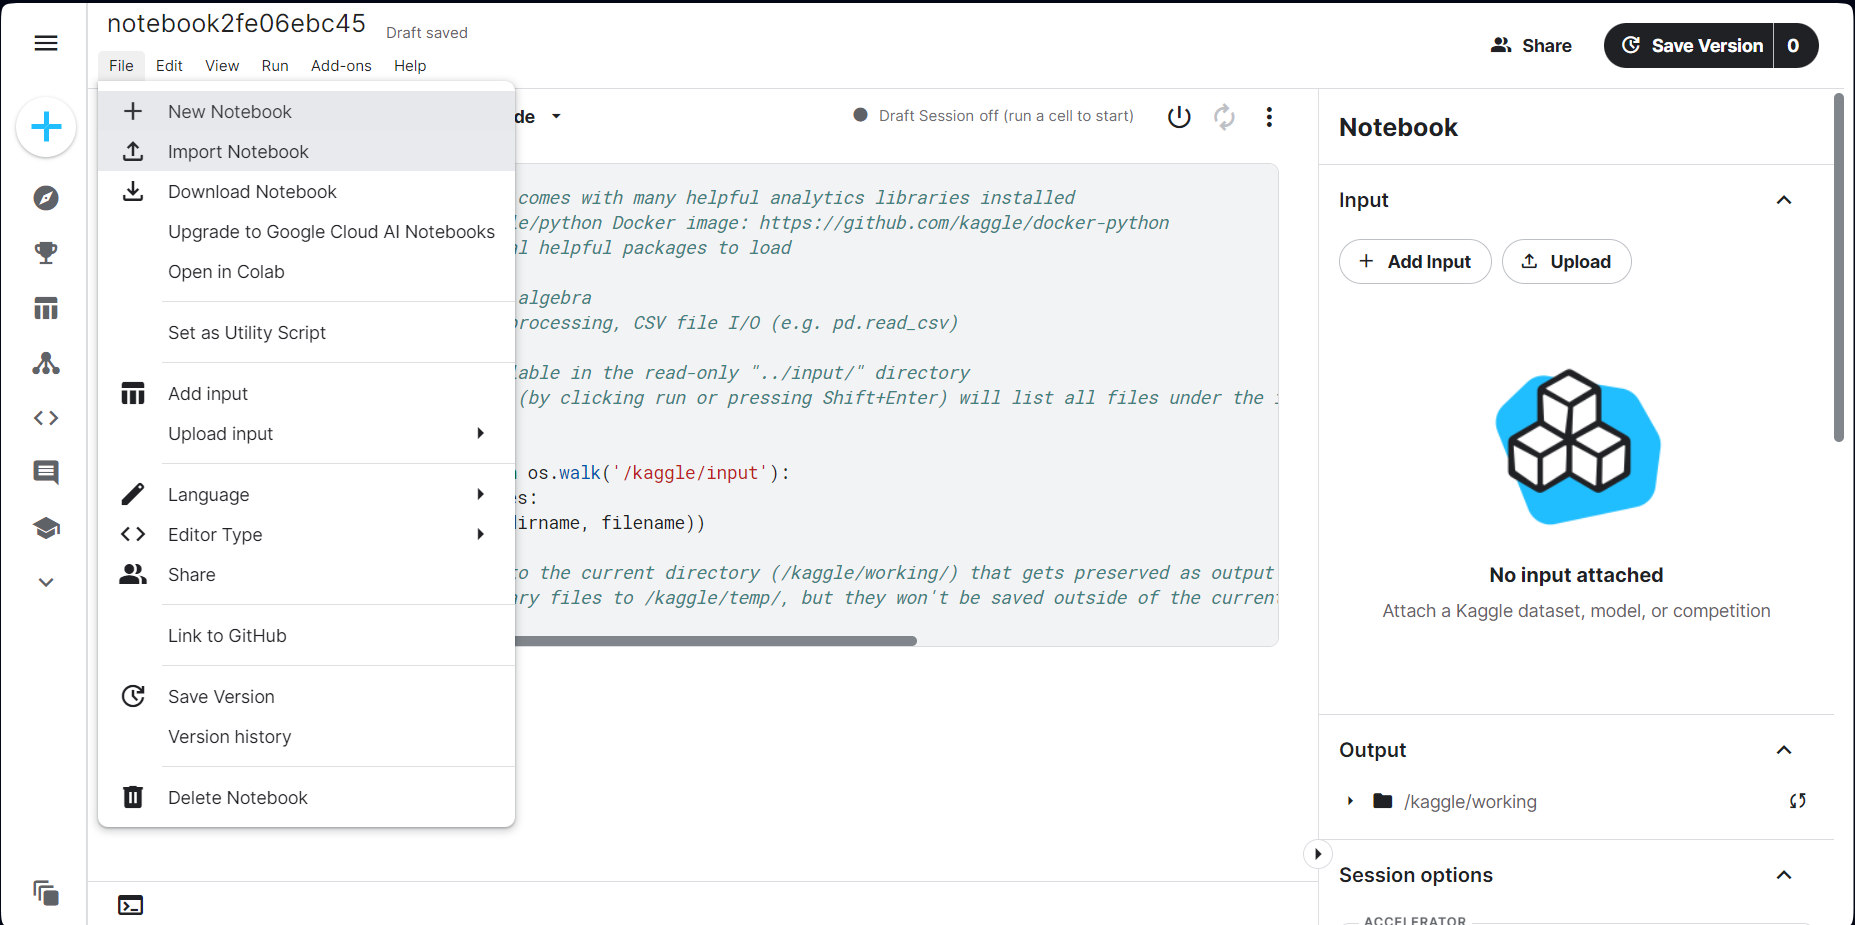 notebook2fe06ebc45
Draft saved
File Edit View Run Add-ons Help
Share
Save Version 0
New Notebook
Import Notebook
Download Notebook
Upgrade to Google Cloud AI Notebooks
Open in Colab
Set as Utility Script
Add input
Upload input
Language
Editor Type
Share
Link to GitHub
Save Version
Version history
Delete Notebook
de
Draft Session off (run a cell to start)
comes with many helpful analytics libraries installed
e/python Docker image: https://github.com/kaggle/docker-python
l helpful packages to load
algebra
rocessing, CSV file I/O (e.g. pd.read_csv)
lable in the read-only "../input/" directory
(by clicking run or pressing Shift+Enter) will list all files under the
os.walk('/kaggle/input'):
s:
dirname, filename))
o the current directory (/kaggle/working/) that gets preserved as output
ry files to /kaggle/temp/, but they won't be saved outside of the current
Notebook
Input
Add Input
Upload
No input attached
Attach a Kaggle dataset, model, or competition
Output
/kaggle/working
Session options
ACCELERATOR